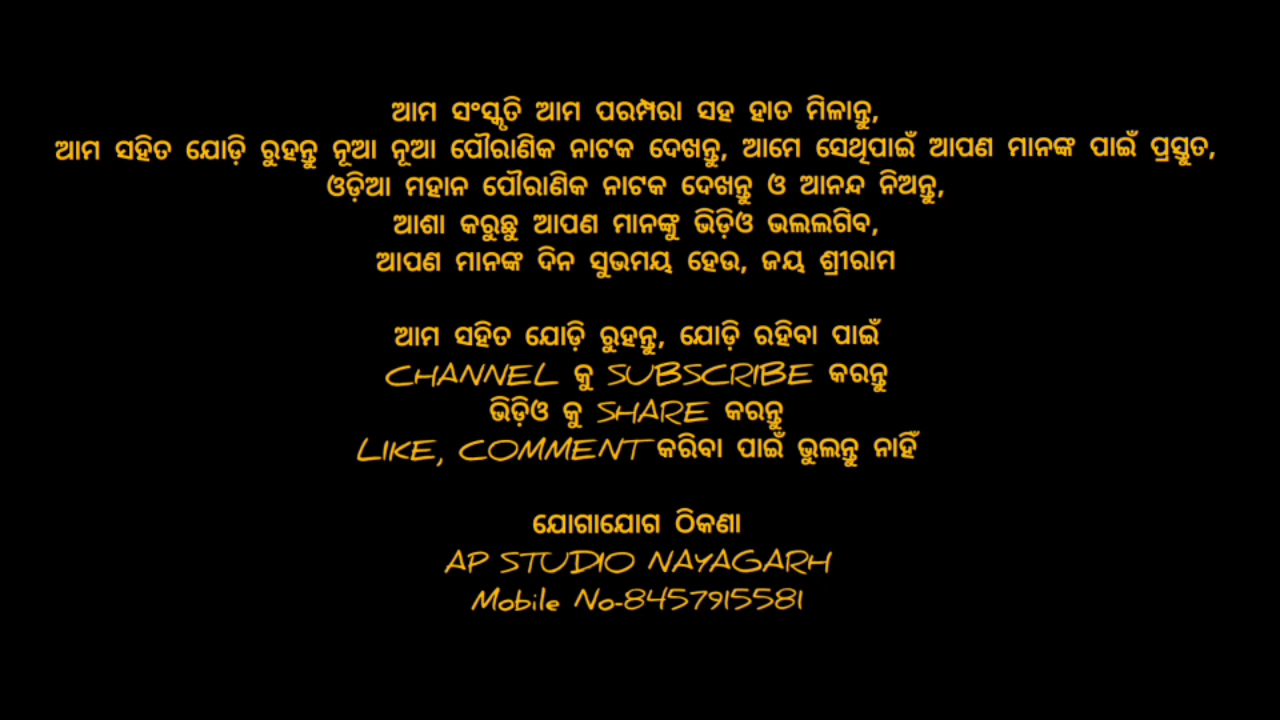 ଆମ ସଂସ୍କୃତି ଆମ ପରମ୍ପରା ସହ ହାତ ମିଳାନ୍ତୁ,
ଆମ ସହିତ ଯୋଡ଼ି ରୁହନ୍ତୁ ନୂଆ ନୂଆ ପୌରାଣିକ ନାଟକ ଦେଖନ୍ତୁ, ଆମେ ସେଥିପାଇଁ ଆପଣ ମାନଙ୍କ ପାଇଁ ପ୍ରସ୍ତୁତ,
ଓଡ଼ିଆ ମହାନ ପୌରାଣିକ ନାଟକ ଦେଖନ୍ତୁ ଓ ଆନନ୍ଦ ନିଅନ୍ତୁ,
ଆଶା କରୁଛୁ ଆପଣ ମାନଙ୍କୁ ଭିଡ଼ିଓ ଭଲଲଗିବ,
ଆପଣ ମାନଙ୍କ ଦିନ ସୁଭମୟ ହେଉ, ଜୟ ଶ୍ରୀରାମ
ଆମ ସହିତ ଯୋଡ଼ି ରୁହନ୍ତୁ, ଯୋଡ଼ି ରହିବା ପାଇଁ
CHANNEL କୁ SUBSCRIBE କରନ୍ତୁ
ଭିଡ଼ିଓ କୁ SHARE କରନ୍ତୁ
LIKE, COMMENT କରିବା ପାଇଁ ଭୁଲନ୍ତୁ ନାହିଁ
ଯୋଗାଯୋଗ ଠିକଣା
AP STUDIO NAYAGARH
Mobile No-8457915581